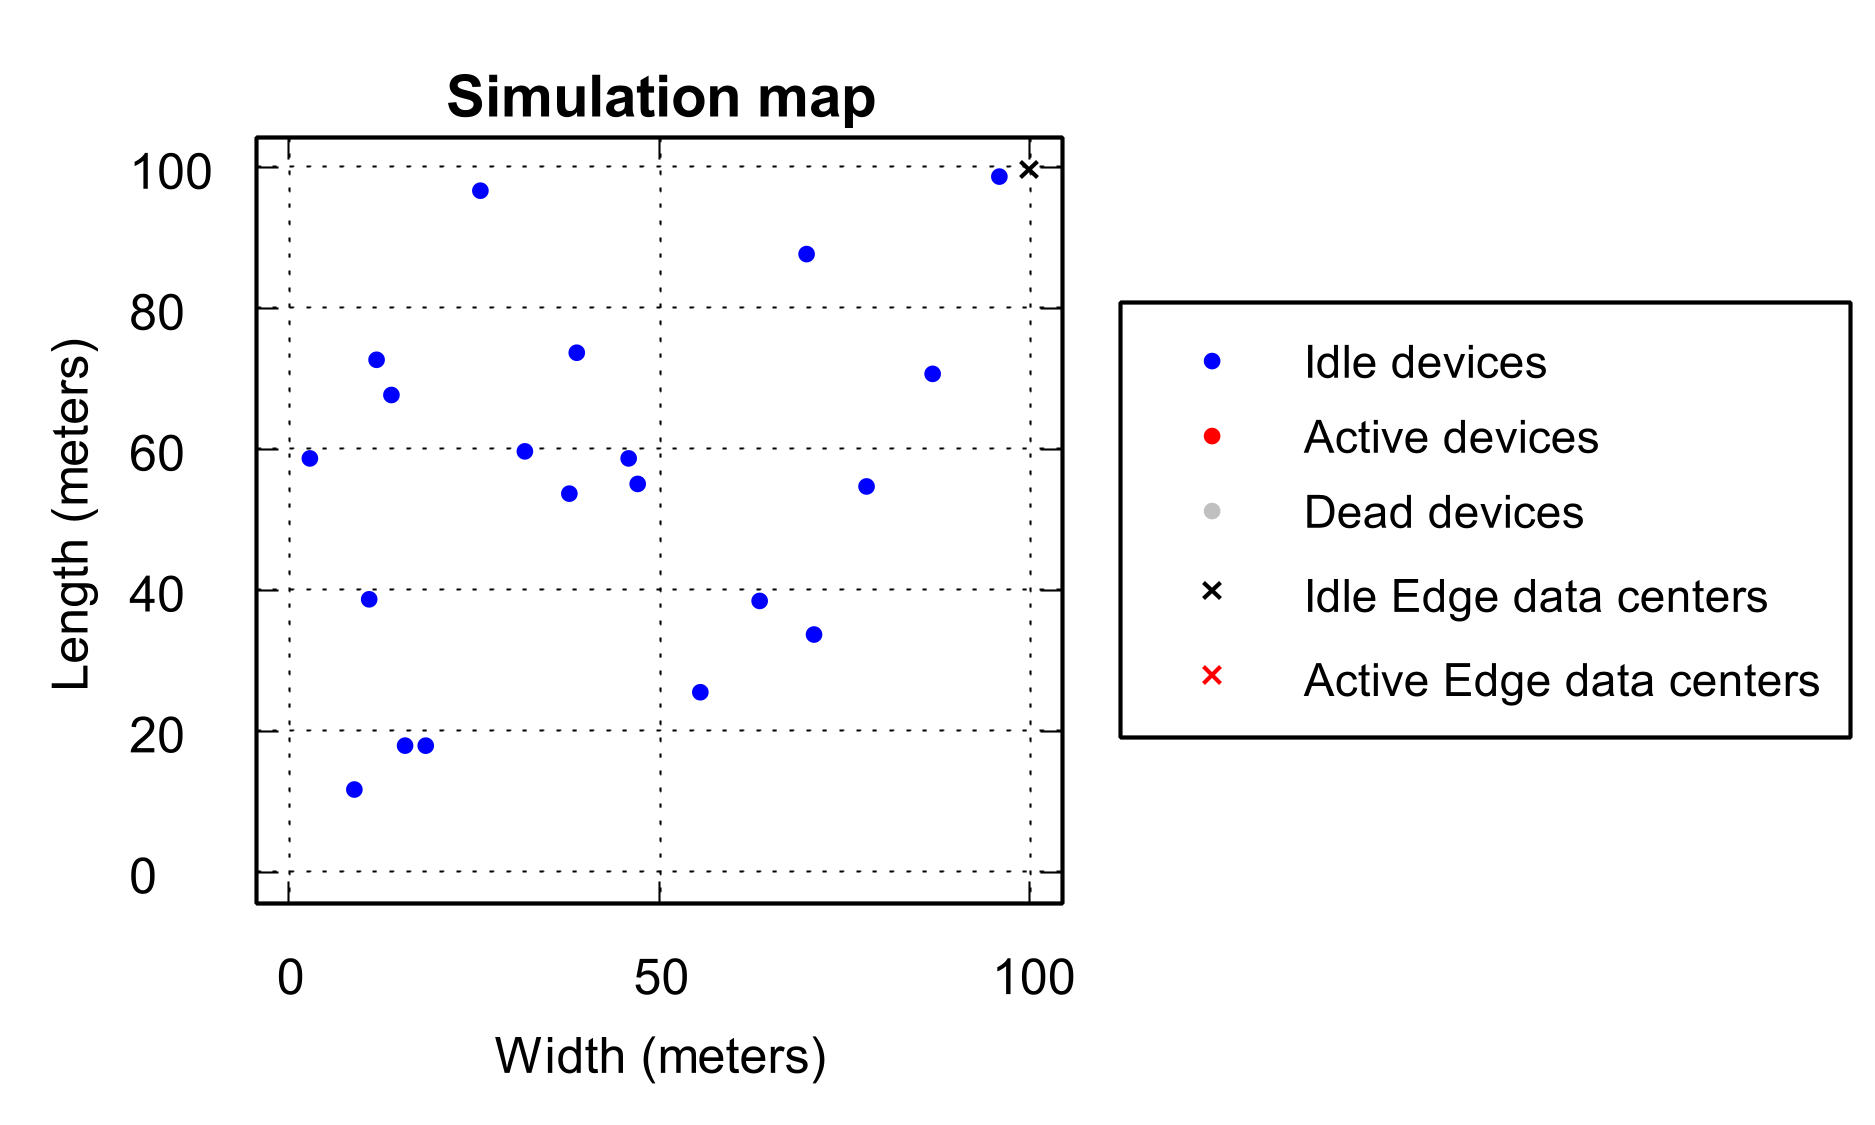 Simulation map
100
80
60
40
20
0
Length (meters)
0 50 100
Width (meters)
Idle devices
Active devices
Dead devices
Idle Edge data centers
Active Edge data centers